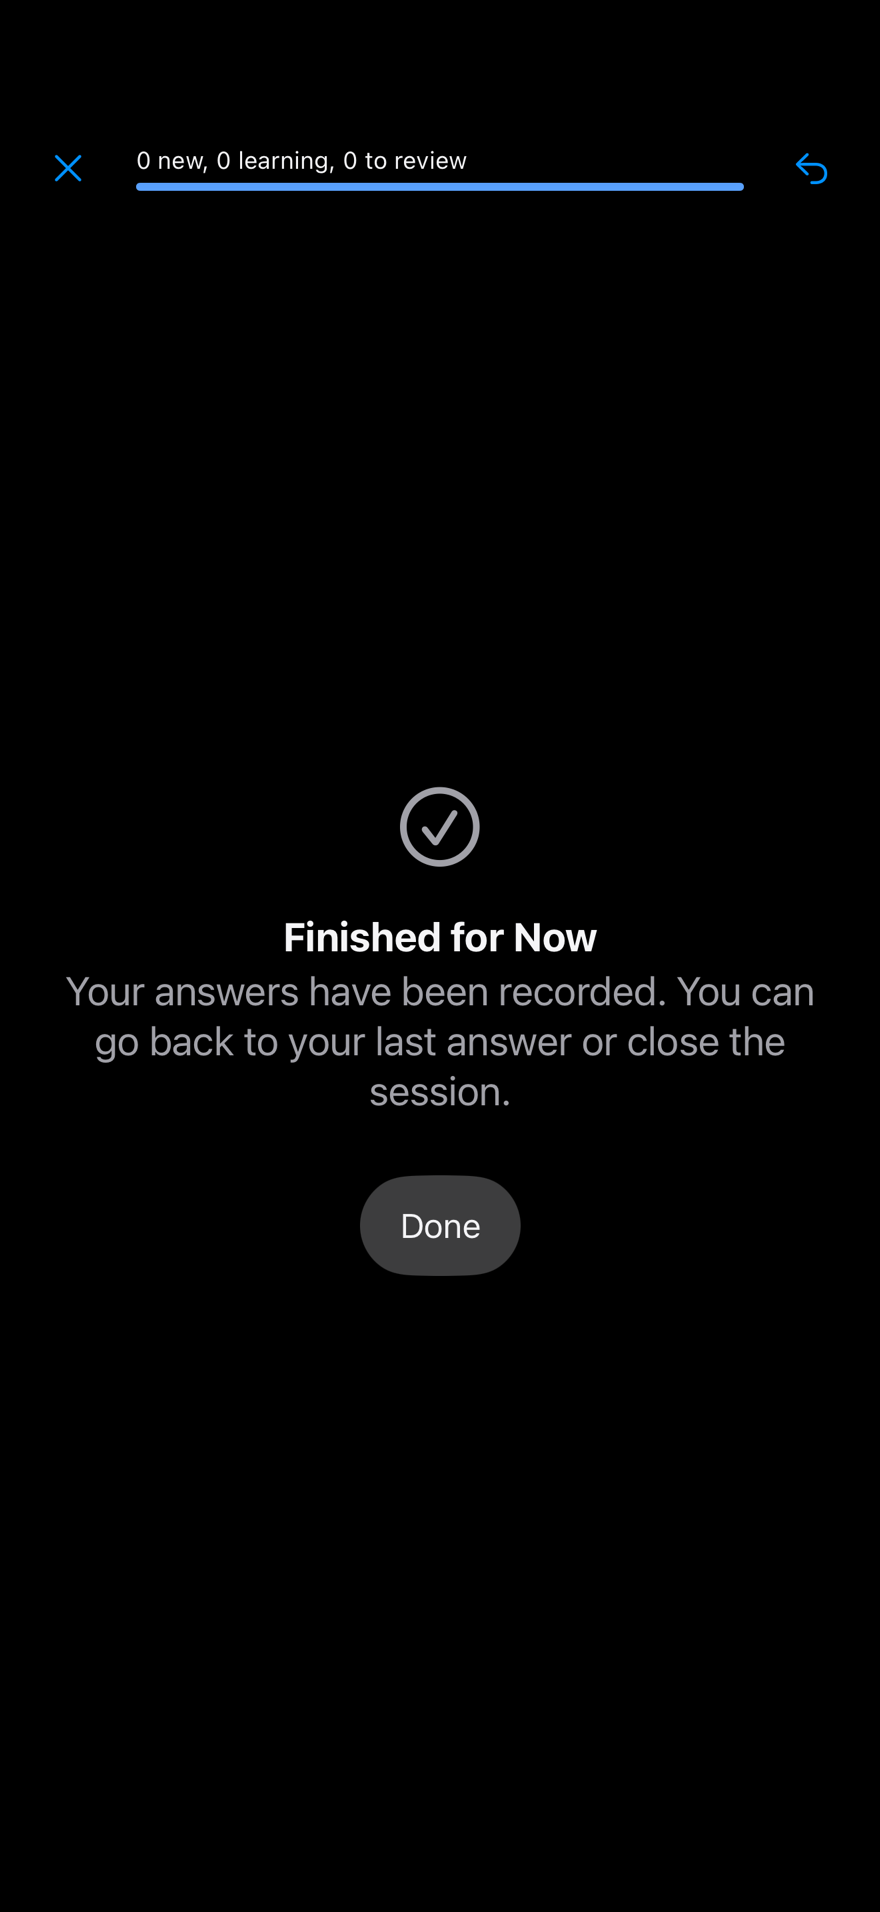 0 new, 0 learning, 0 to review
Finished for Now
Your answers have been recorded. You can
go back to your last answer or close the
session.
Done